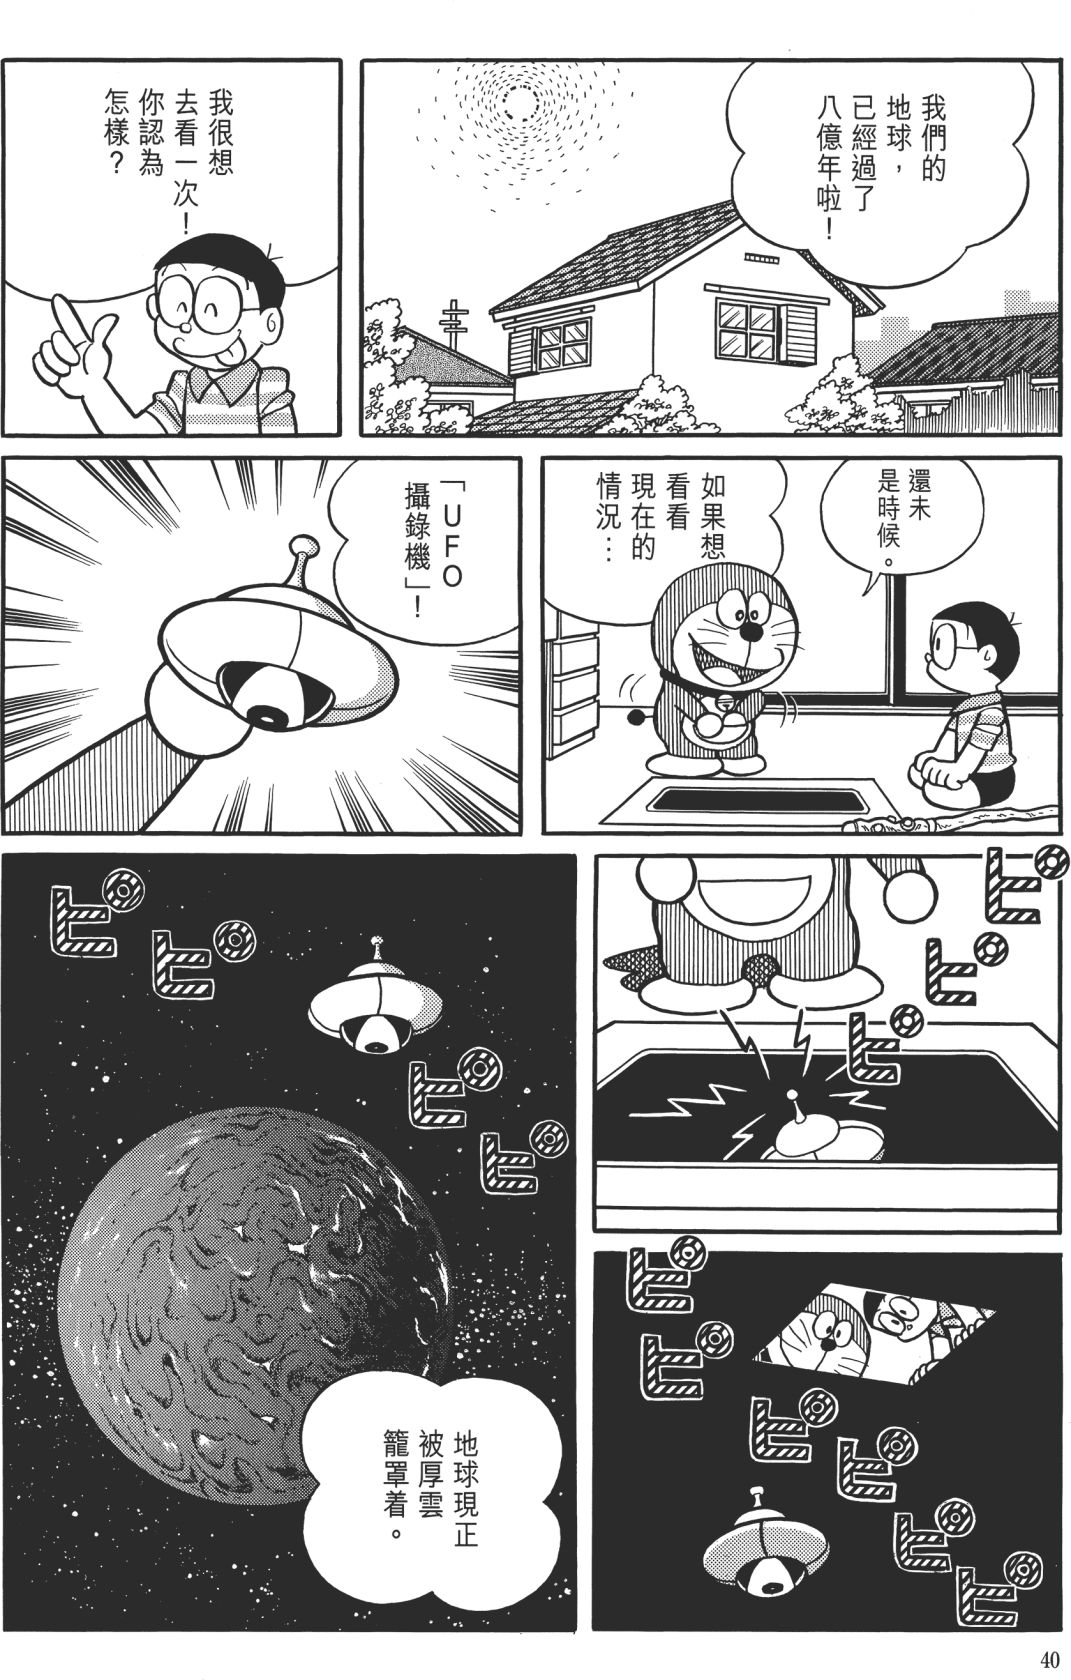 我們的
地球，
已經過了
八億年啦！
我很想
去看一次！
你認為
怎樣？
還未
是時候。
如果想
看看
現在的
情況…
「UFO
攝錄機」！
ピ
ピ
ピ
ピ
ピ
ピ
ピ
ピ
ピ
ピ
ピ
ピ
ピ
地球現正
被厚雲
籠罩着。
40